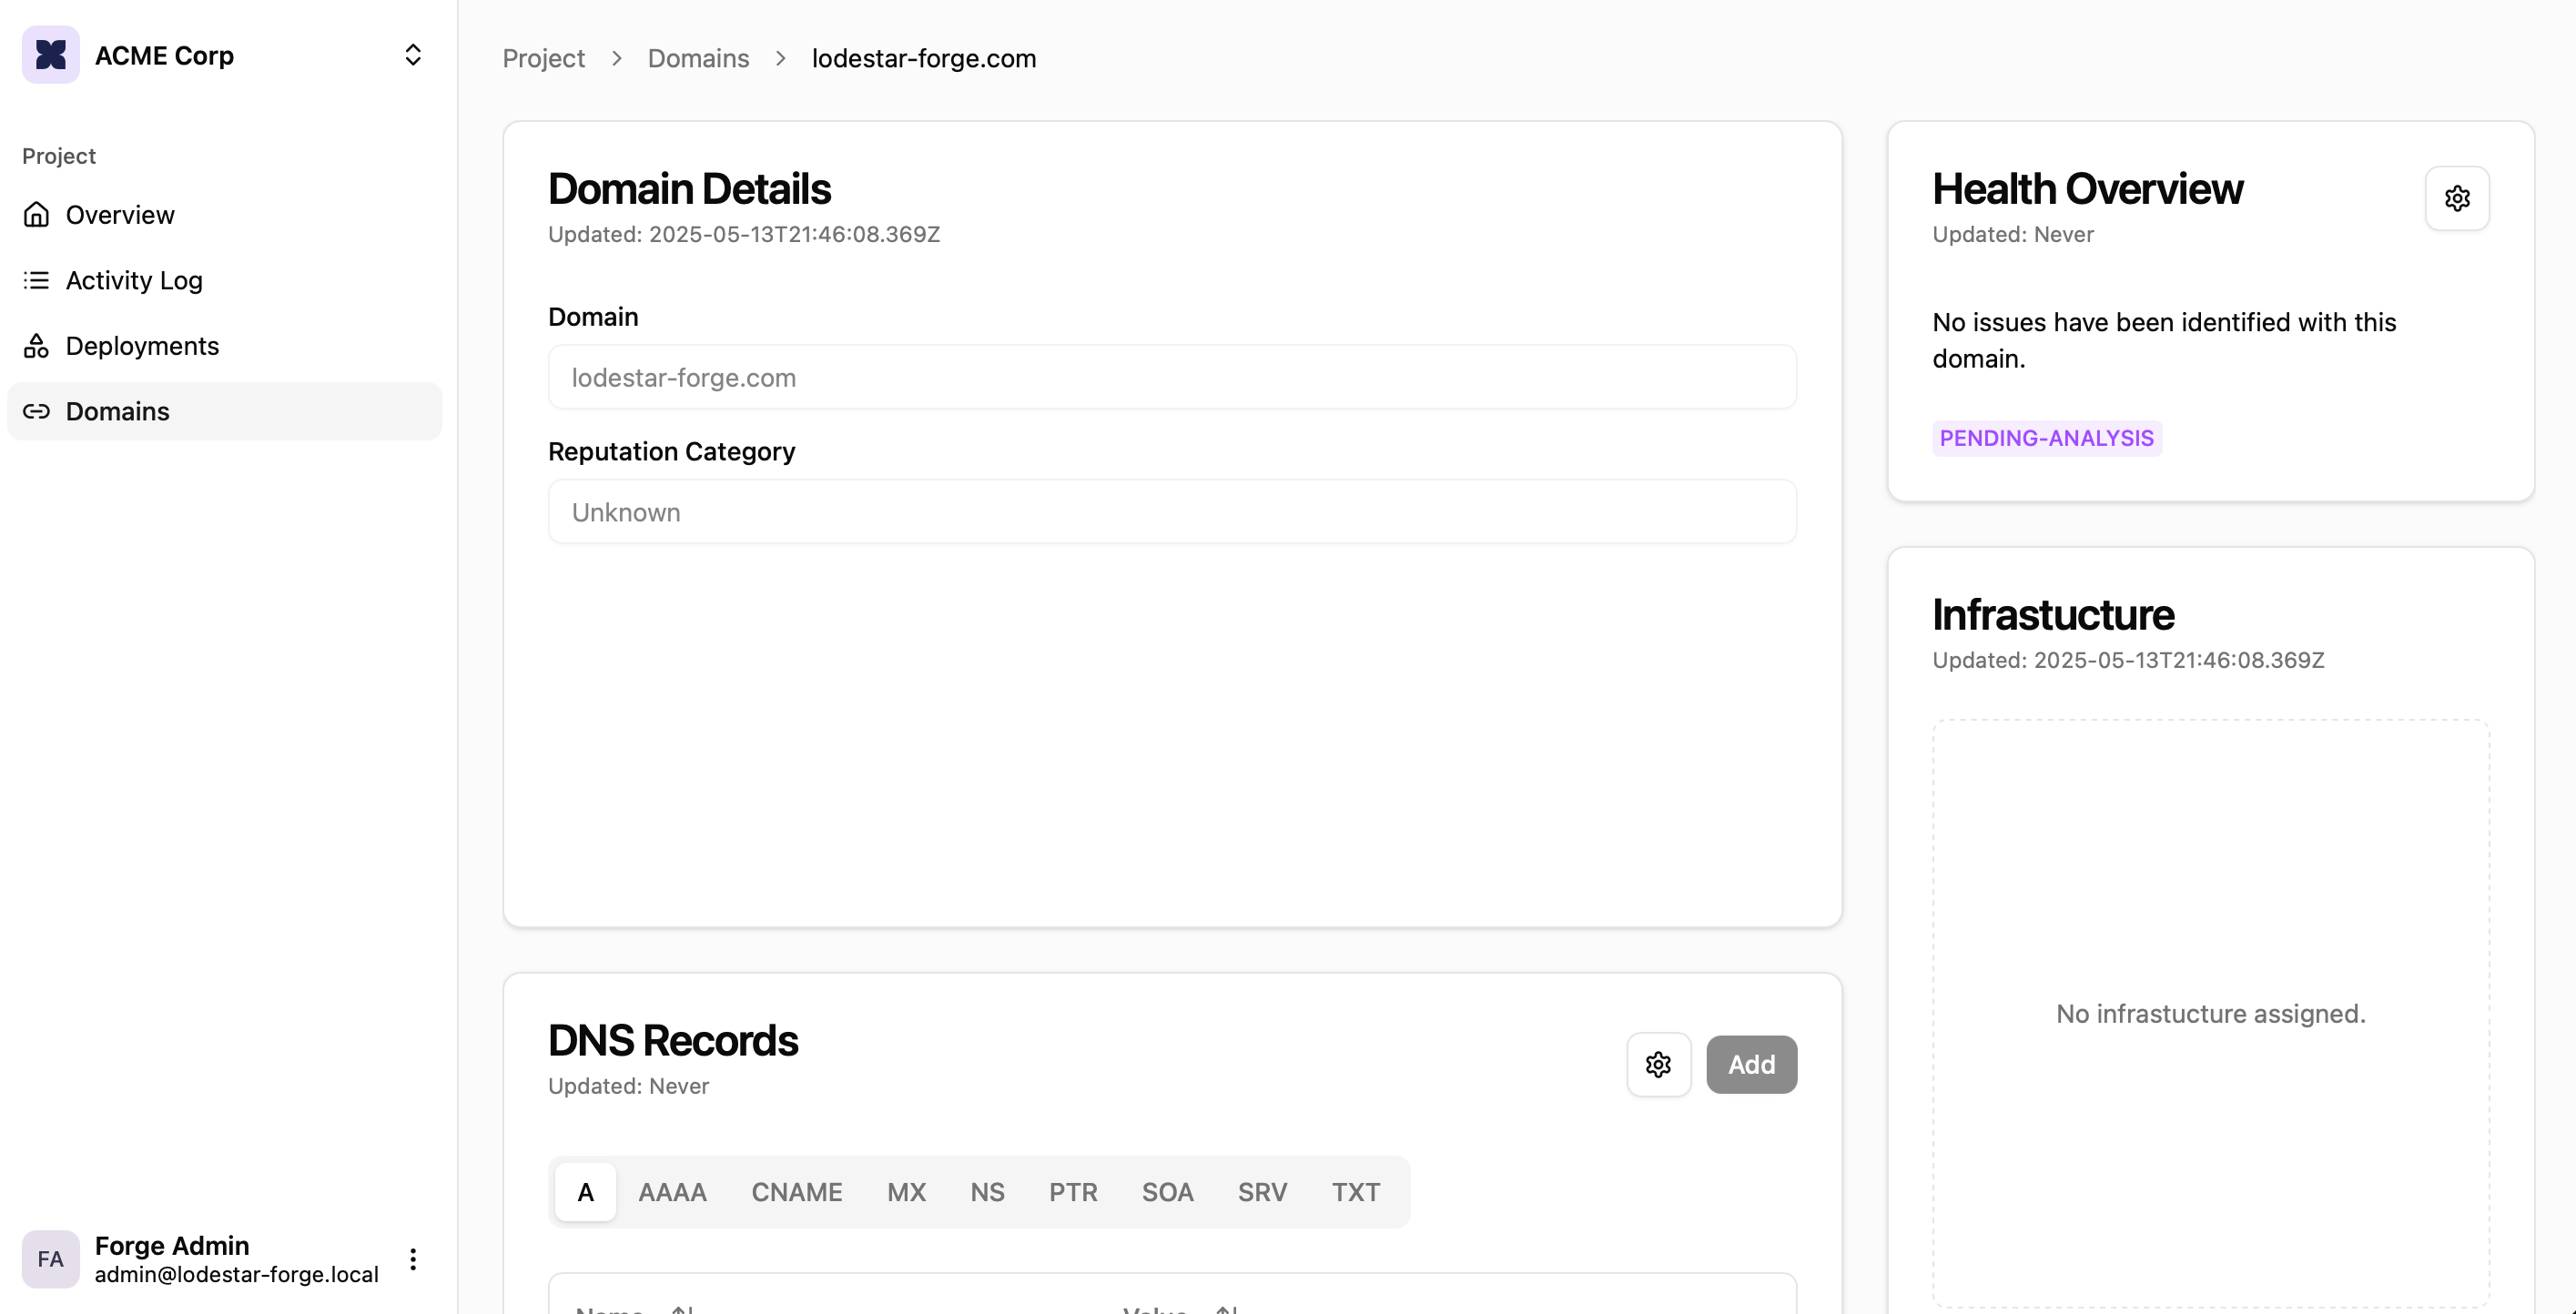 ACME Corp
Project
Overview
Activity Log
Deployments
Domains
FA
Forge Admin
admin@lodestar-forge.local
Project > Domains > lodestar-forge.com
Domain Details
Updated: 2025-05-13T21:46:08.369Z
Domain
lodestar-forge.com
Reputation Category
Unknown
DNS Records
Updated: Never
Add
A AAAA CNAME MX NS PTR SOA SRV TXT
Name Value
Health Overview
Updated: Never
No issues have been identified with this
domain.
PENDING-ANALYSIS
Infrastucture
Updated: 2025-05-13T21:46:08.369Z
No infrastucture assigned.